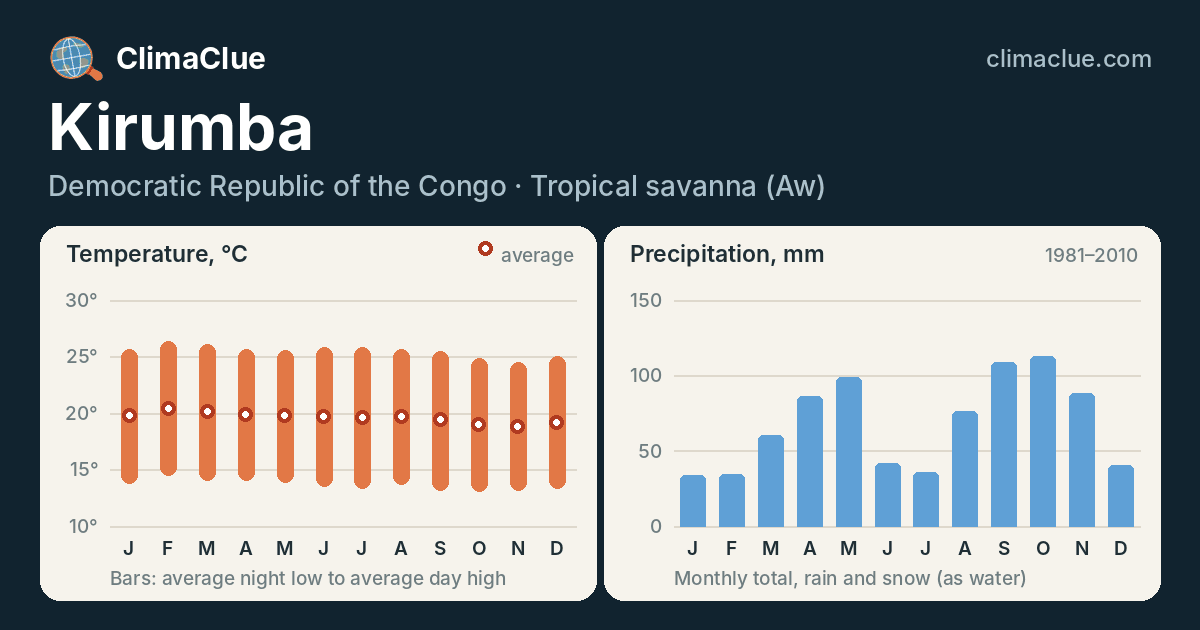 ClimaClue
climaclue.com
Kirumba
Democratic Republic of the Congo · Tropical savanna (Aw)
Temperature, °C
average
30°
25°
20°
15°
10°
J F M A M J J A S O N D
Bars: average night low to average day high
Precipitation, mm
1981–2010
150
100
50
0
J F M A M J J A S O N D
Monthly total, rain and snow (as water)